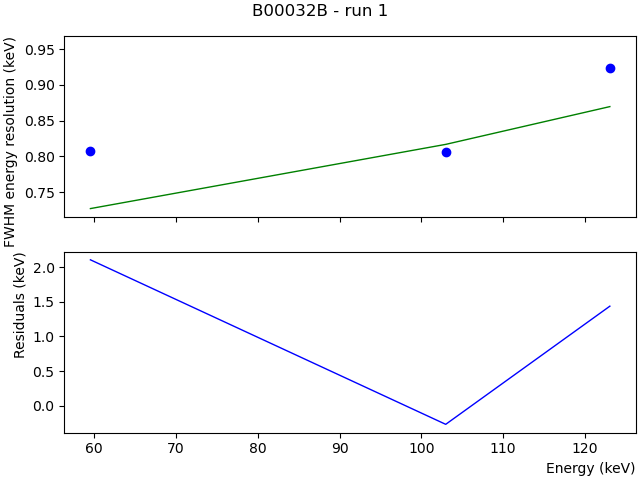 B00032B - run 1
FWHM energy resolution (keV)
0.95
0.90
0.85
0.80
0.75
Residuals (keV)
2.0
1.5
1.0
0.5
0.0
60 70 80 90 100 110 120
Energy (keV)